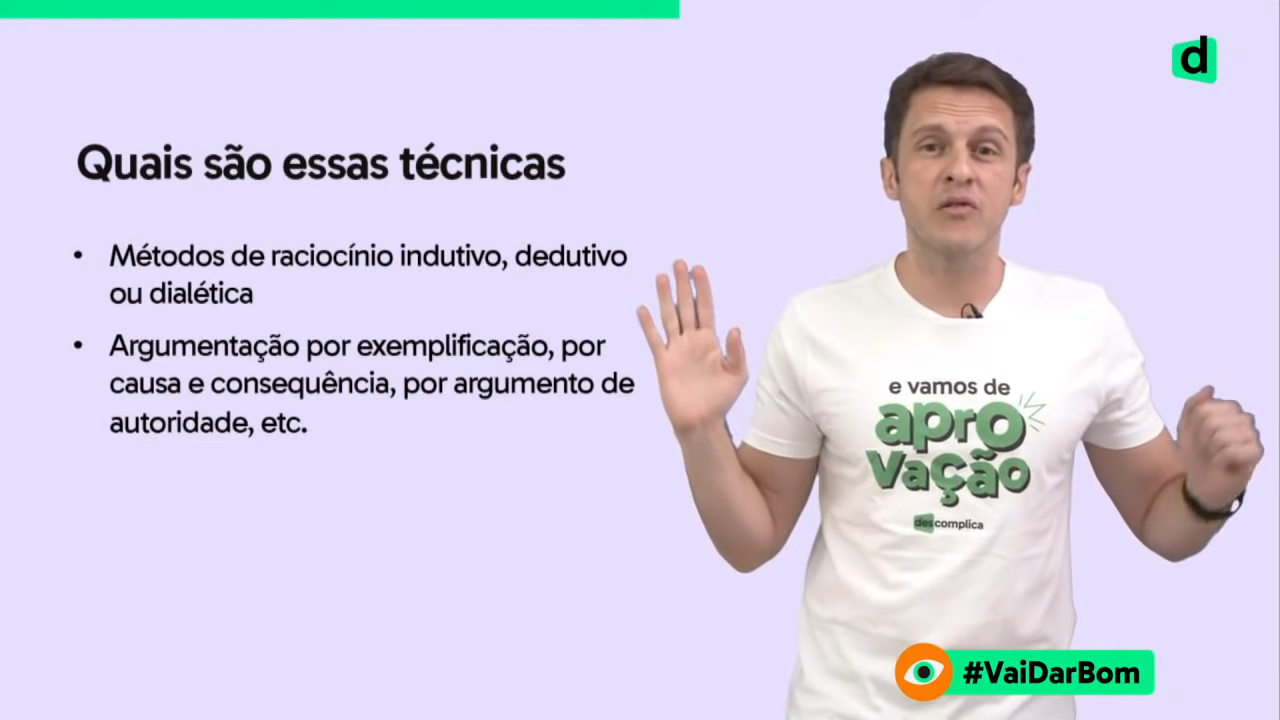 d
Quais são essas técnicas
• Métodos de raciocínio indutivo, dedutivo
ou dialética
• Argumentação por exemplificação, por
causa e consequência, por argumento de
autoridade, etc.
e vamos de
apro
vação
descomplica
#VaiDarBom